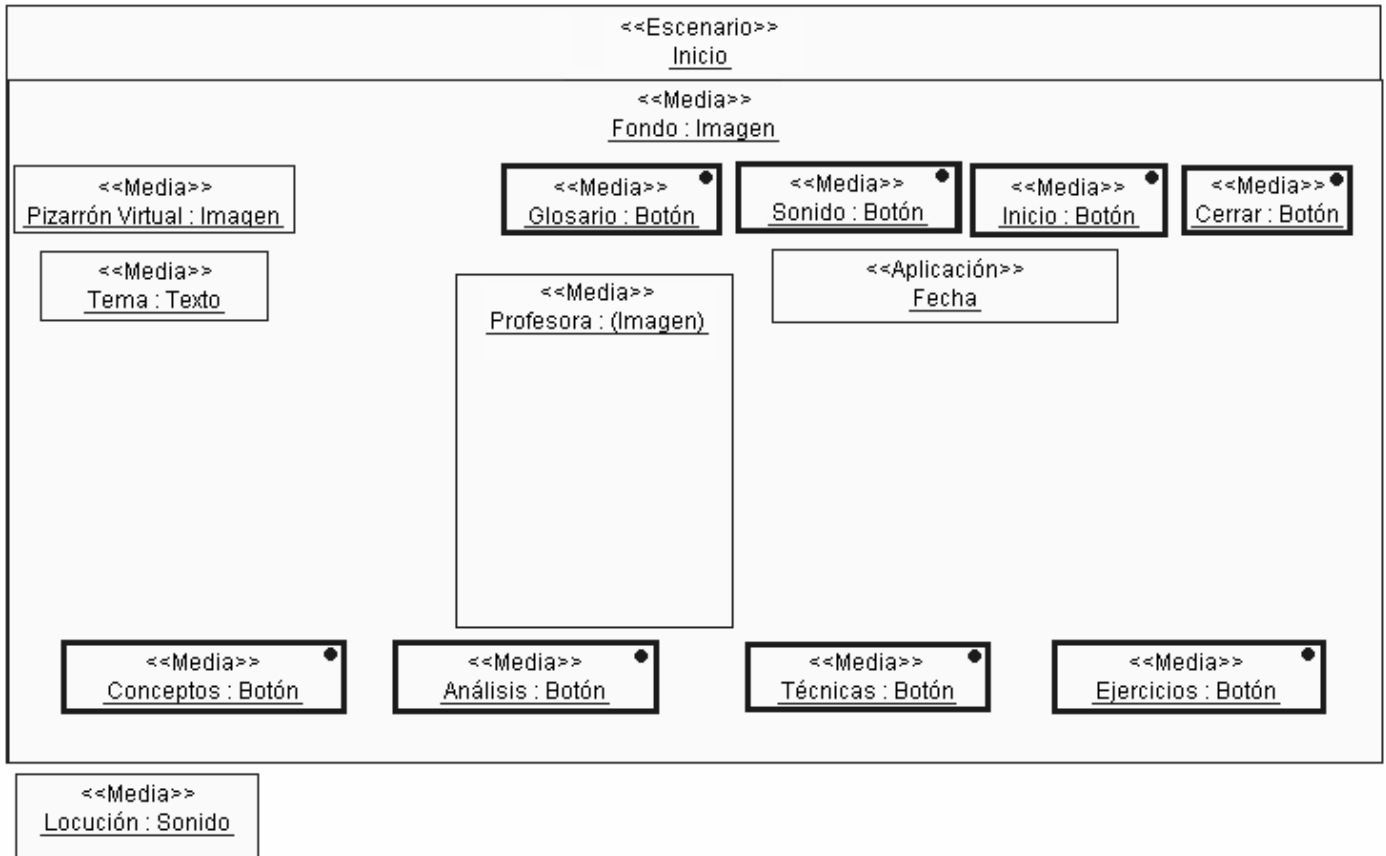 <<Escenario>>
Inicio
<<Media>>
Fondo : Imagen
<<Media>>
Pizarrón Virtual : Imagen
<<Media>>
Glosario : Botón
<<Media>>
Sonido : Botón
<<Media>>
Inicio : Botón
<<Media>>
Cerrar : Botón
<<Media>>
Tema : Texto
<<Media>>
Profesora : (Imagen)
<<Aplicación>>
Fecha
<<Media>>
Conceptos : Botón
<<Media>>
Análisis : Botón
<<Media>>
Técnicas : Botón
<<Media>>
Ejercicios : Botón
<<Media>>
Locución : Sonido